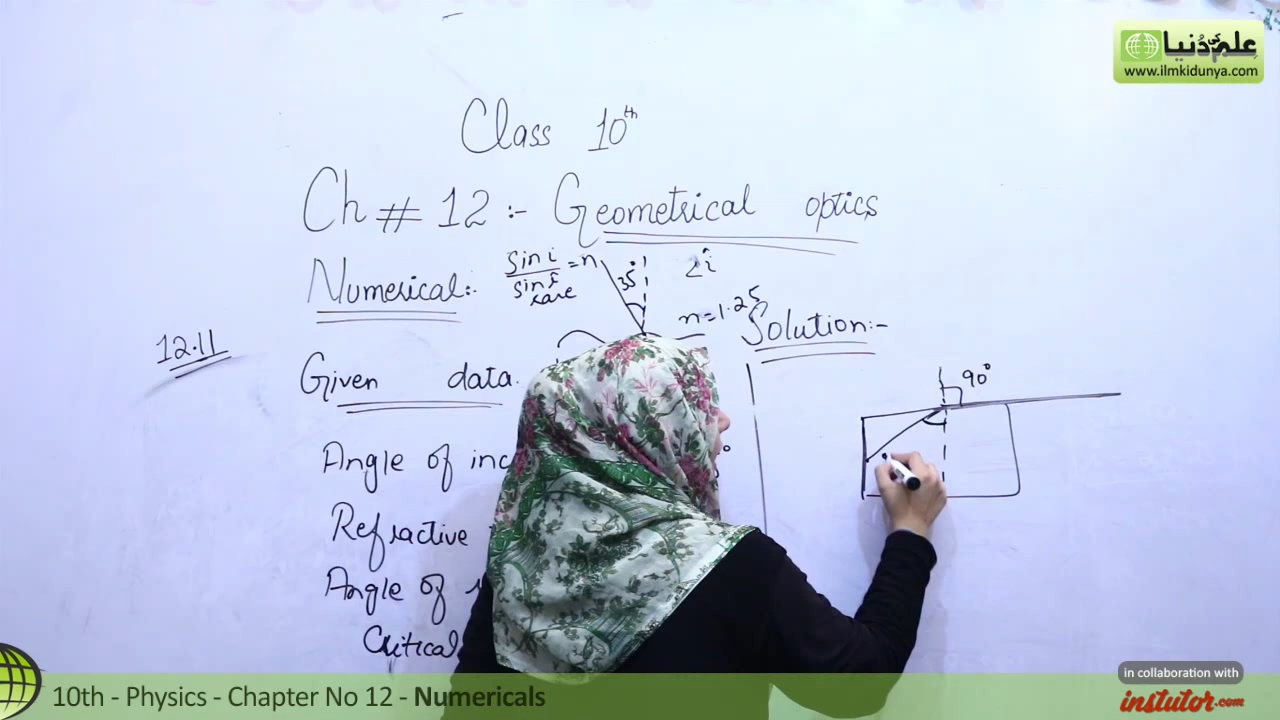 علم کی دُنیا
www.ilmkidunya.com
Class 10th
Ch # 12 :- Geometrical optics
Numerical:-
sin i = n
sin r
rare
35°
∠i
n=1.25
Solution:-
12.11
Given data.
90°
Angle of inc
Refractive
Angle of
Critical
in collaboration with
instutor.com
10th - Physics - Chapter No 12 - Numericals